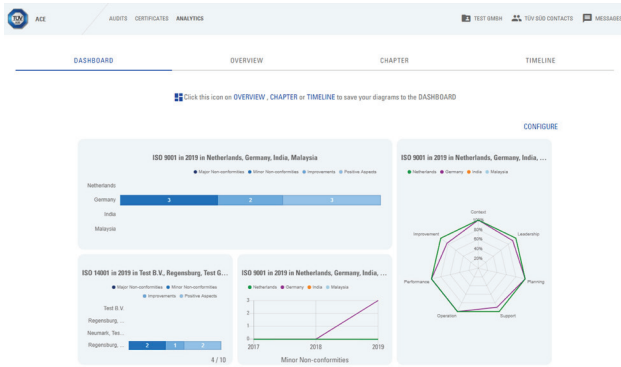 TÜV
ACE
AUDITS CERTIFICATES ANALYTICS
TEST GMBH TÜV SÜD CONTACTS MESSAGES
DASHBOARD OVERVIEW CHAPTER TIMELINE
Click this icon on OVERVIEW , CHAPTER or TIMELINE to save your diagrams to the DASHBOARD
CONFIGURE
ISO 9001 in 2019 in Netherlands, Germany, India, Malaysia
Major Non-conformities Minor Non-conformities Improvements Positive Aspects
Netherlands
Germany 3 2
India
Malaysia
ISO 9001 in 2019 in Netherlands, Germany, India, ...
Netherlands Germany India Malaysia
Context
100%
80%
60%
40%
20%
Leadership
Planning
Support
Operation
Performance
Improvement
ISO 14001 in 2019 in Test B.V., Regensburg, Test G...
Major Non-conformities Minor Non-conformities
Improvements Positive Aspects
Test B.V.
Regensburg, ...
Neumark, Tes...
Regensburg, ... 2 1 2
4 / 10
ISO 9001 in 2019 in Netherlands, Germany, India, ...
Netherlands Germany India Malaysia
3
2
1
0
2017 2018 2019
Minor Non-conformities